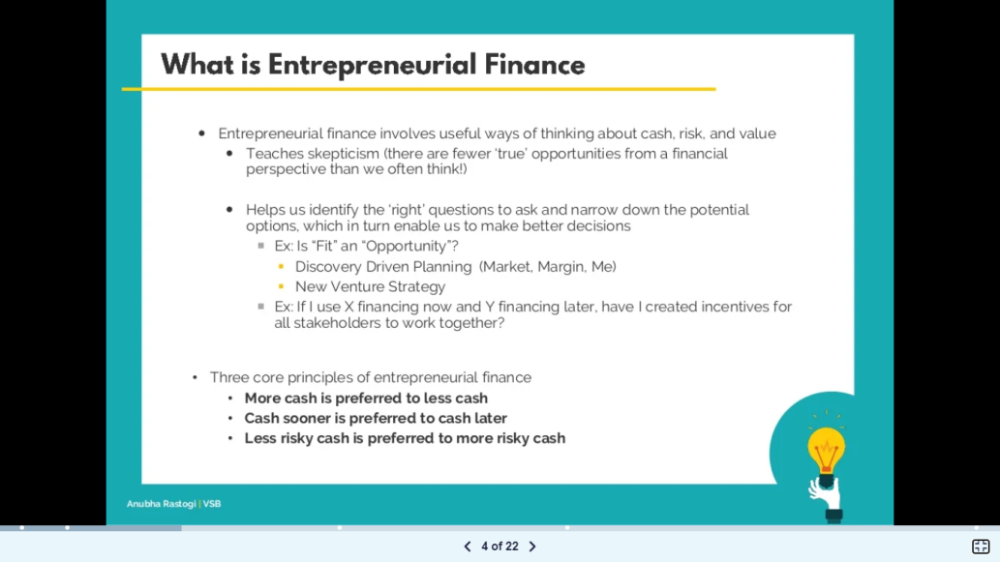 What is Entrepreneurial Finance
• Entrepreneurial finance involves useful ways of thinking about cash, risk, and value
• Teaches skepticism (there are fewer ‘true’ opportunities from a financial
perspective than we often think!)
• Helps us identify the ‘right’ questions to ask and narrow down the potential
options, which in turn enable us to make better decisions
■ Ex: Is “Fit” an “Opportunity”?
▪ Discovery Driven Planning (Market, Margin, Me)
▪ New Venture Strategy
■ Ex: If I use X financing now and Y financing later, have I created incentives for
all stakeholders to work together?
• Three core principles of entrepreneurial finance
• More cash is preferred to less cash
• Cash sooner is preferred to cash later
• Less risky cash is preferred to more risky cash
Anubha Rastogi | VSB
4 of 22